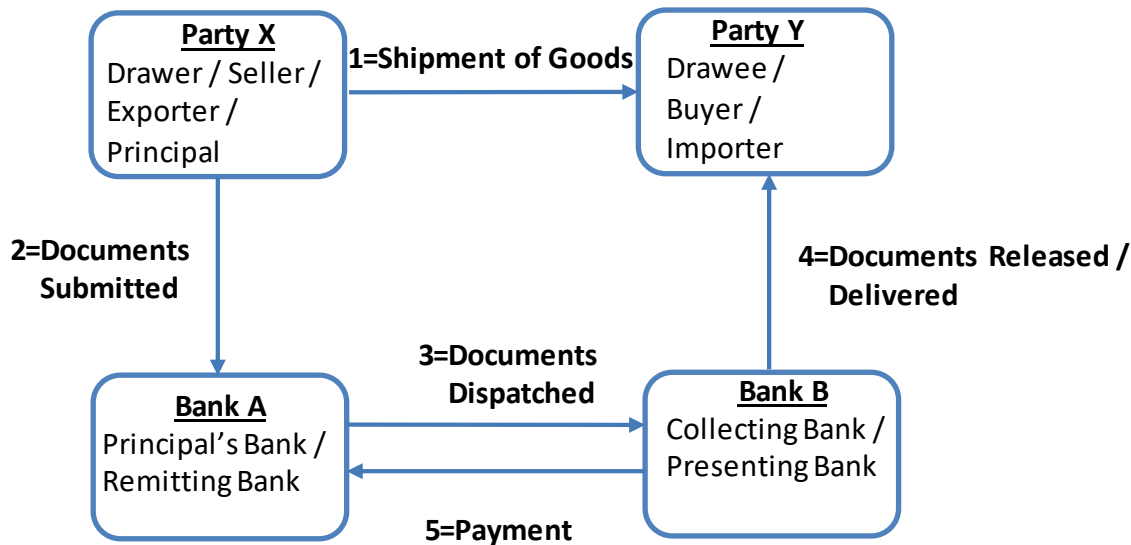 Party X
Drawer / Seller /
Exporter /
Principal
1=Shipment of Goods
Party Y
Drawee /
Buyer /
Importer
2=Documents
Submitted
4=Documents Released /
Delivered
3=Documents
Dispatched
Bank A
Principal’s Bank /
Remitting Bank
Bank B
Collecting Bank /
Presenting Bank
5=Payment